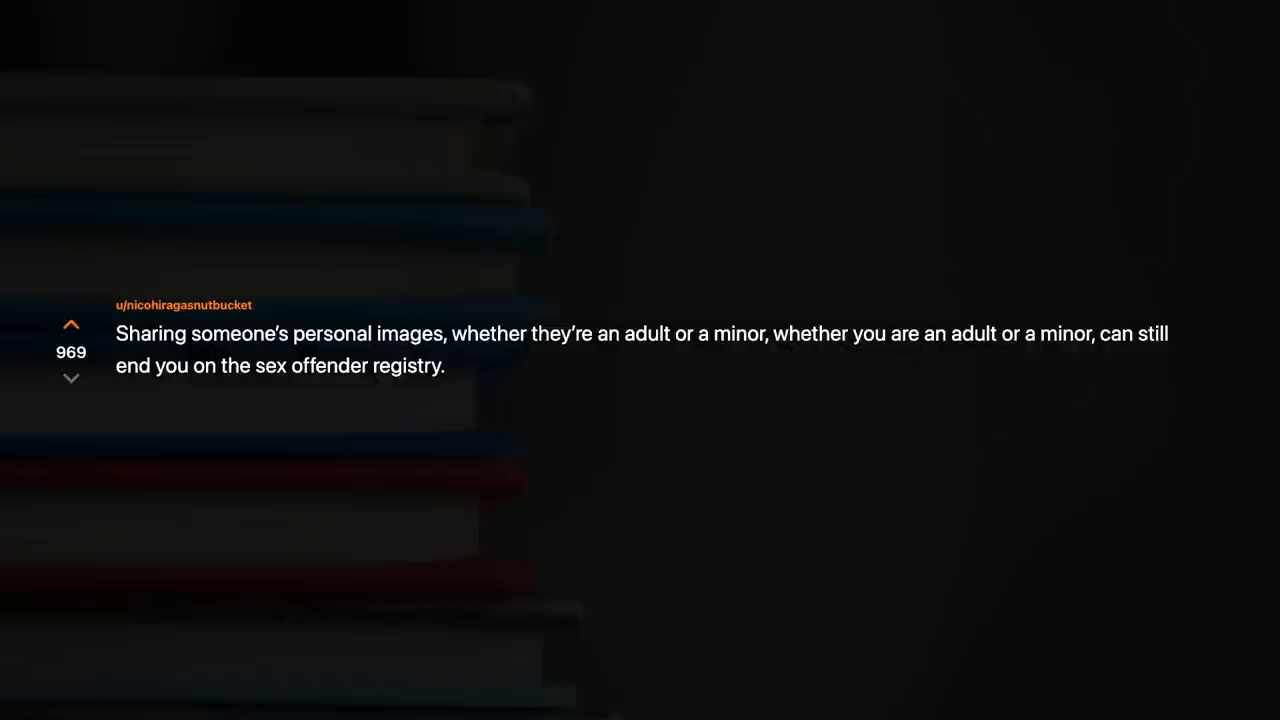 u/nicohiragasnutbucket
969
Sharing someone's personal images, whether they're an adult or a minor, whether you are an adult or a minor, can still
end you on the sex offender registry.